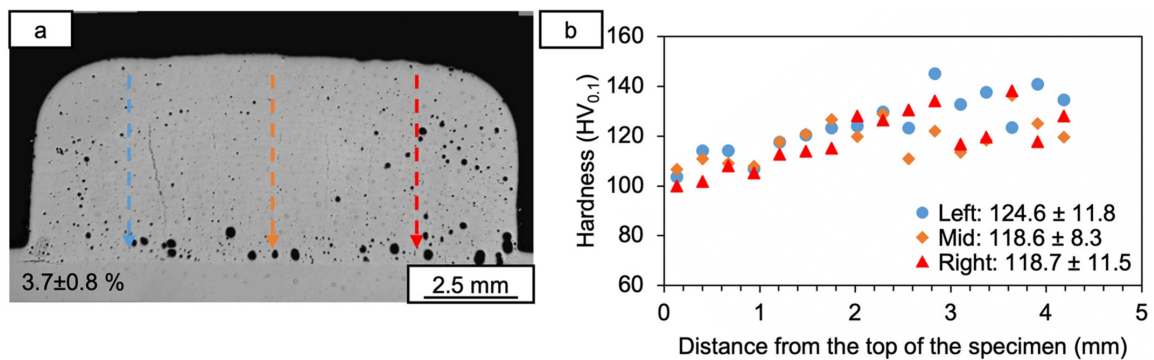 a
3.7±0.8 %
2.5 mm
b
160
140
120
100
80
60
Hardness (HV0.1)
Left: 124.6 ± 11.8
Mid: 118.6 ± 8.3
Right: 118.7 ± 11.5
0 1 2 3 4 5
Distance from the top of the specimen (mm)